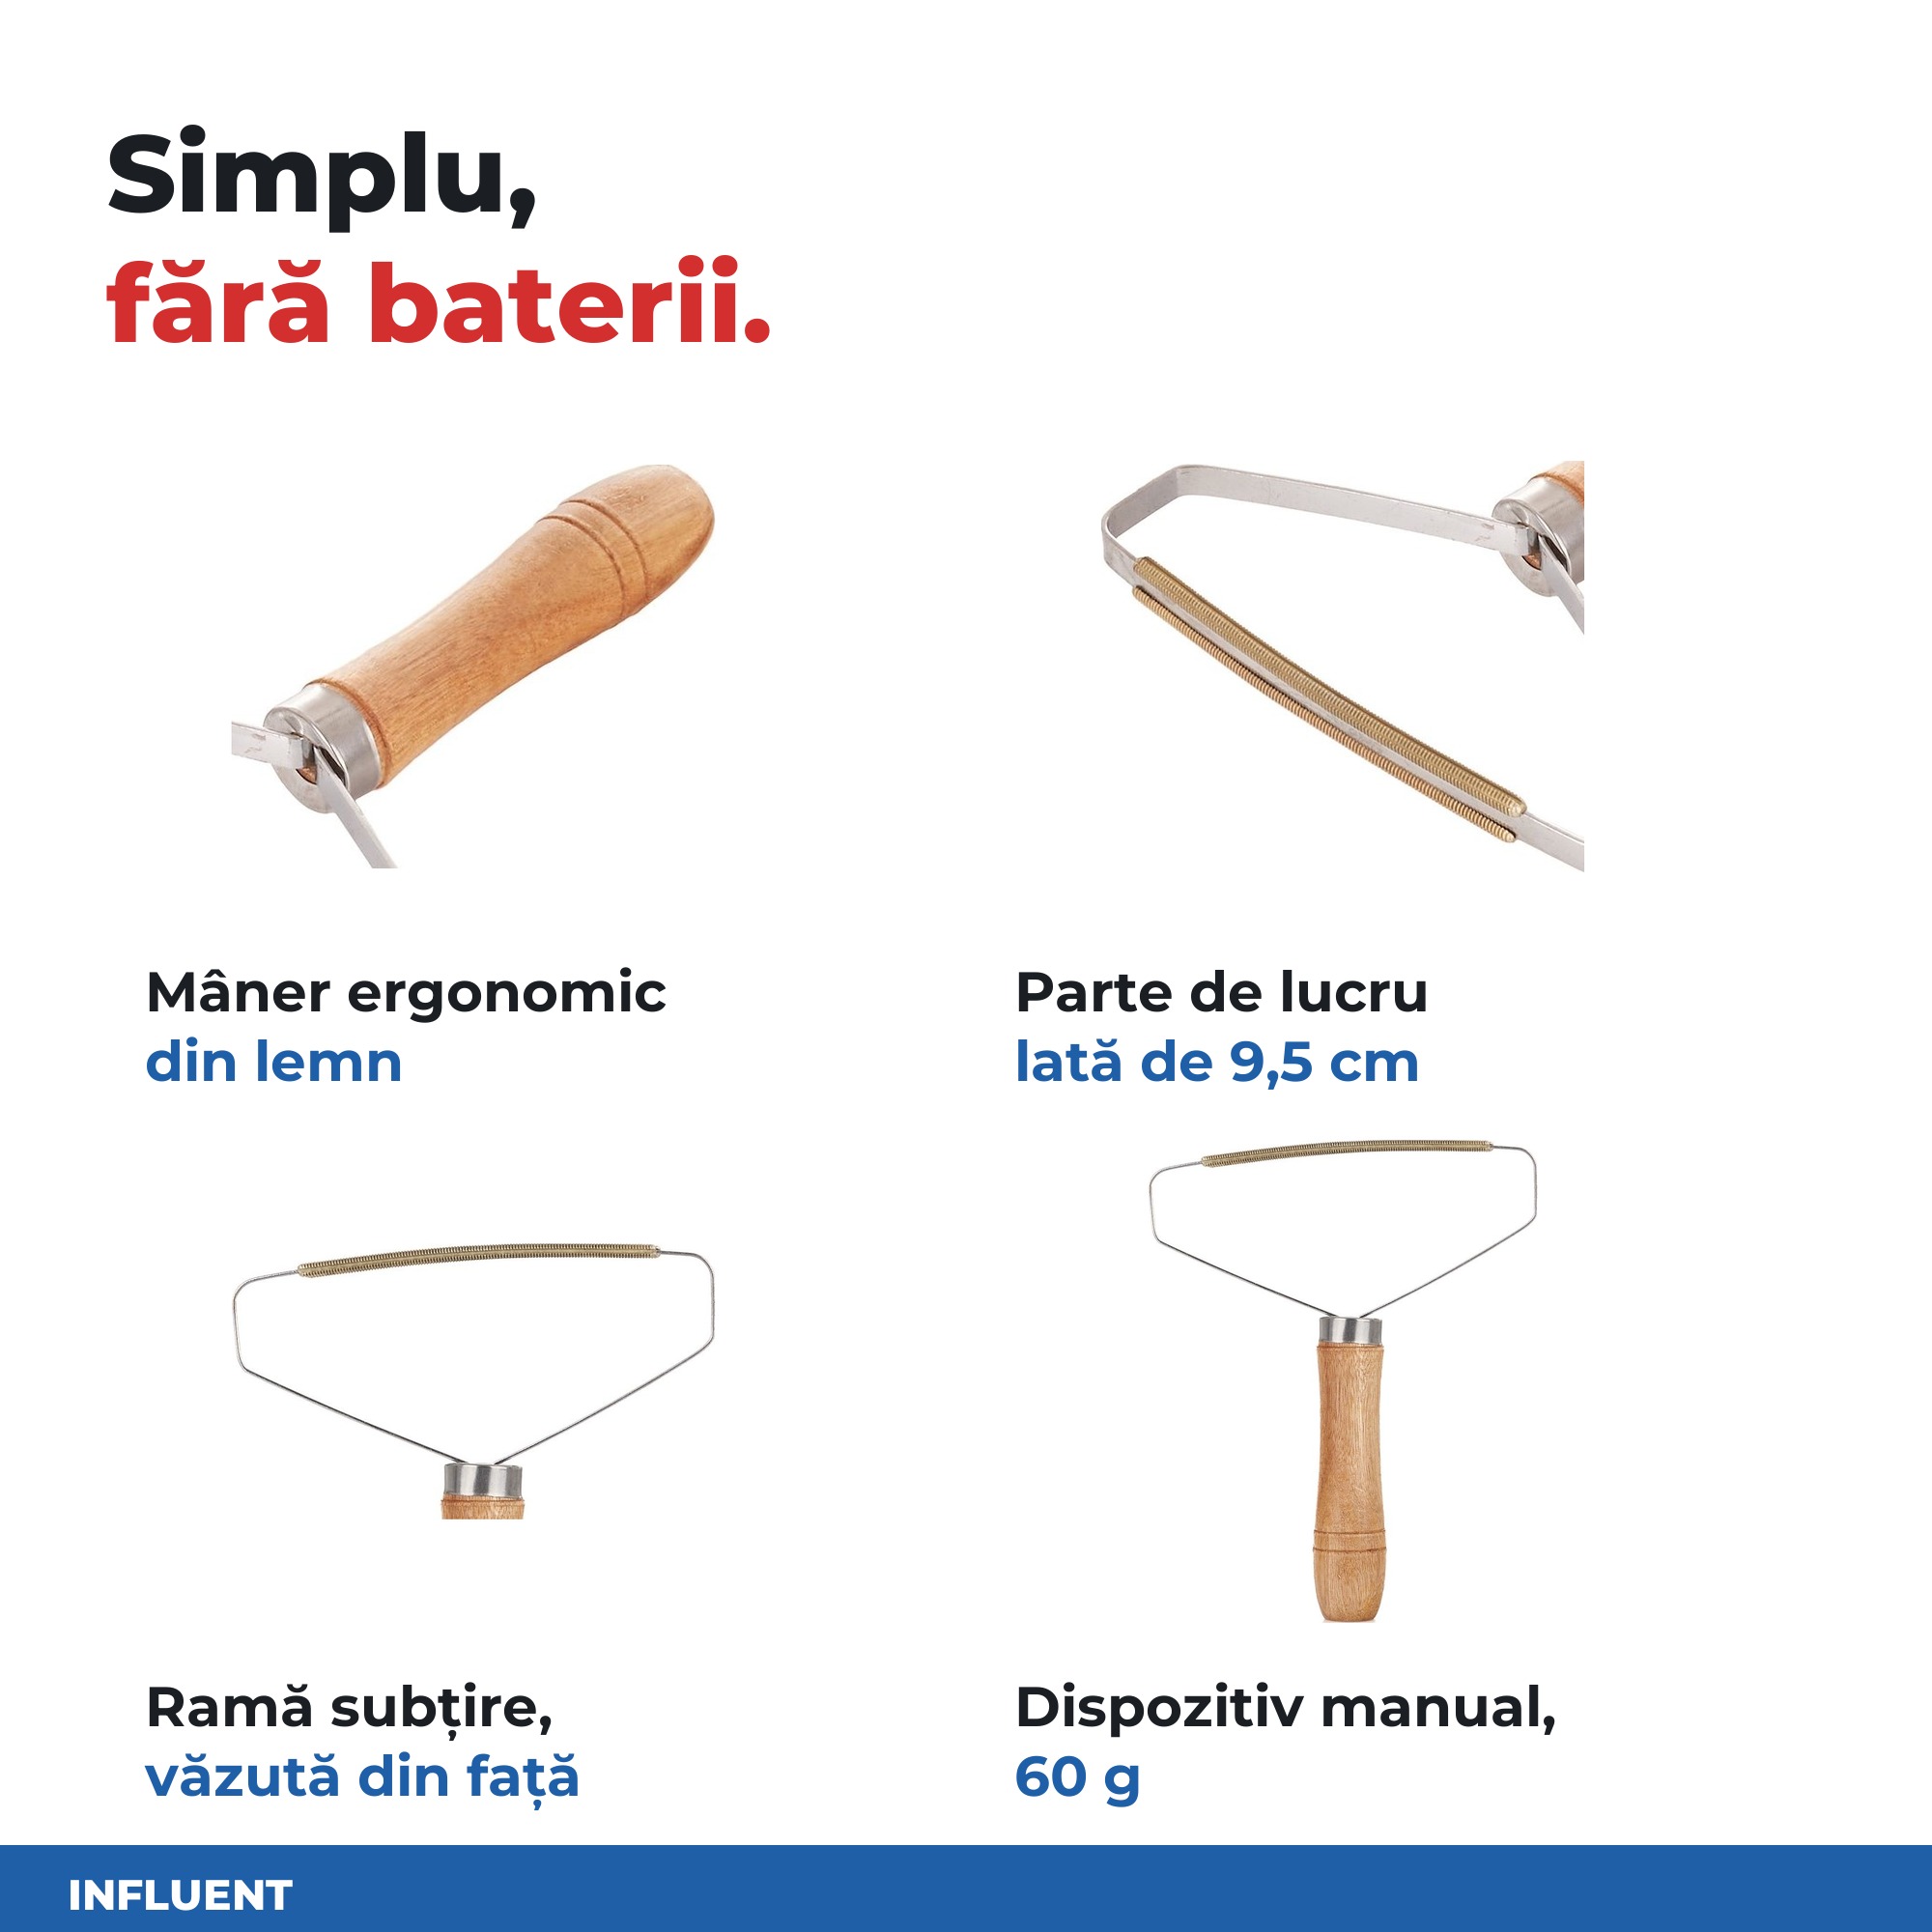 Simplu,
fără baterii.
Mâner ergonomic
din lemn
Parte de lucru
lată de 9,5 cm
Ramă subțire,
văzută din față
Dispozitiv manual,
60 g
INFLUENT